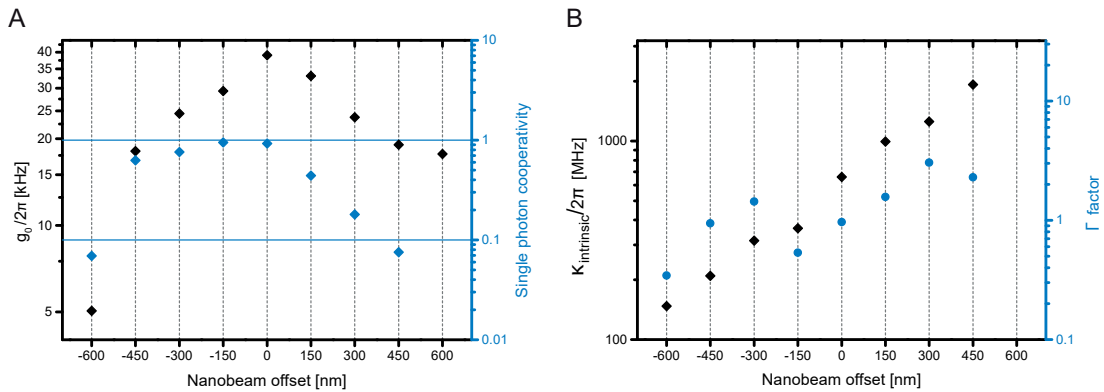 A
g₀/2π [kHz]
40
35
30
25
20
15
10
5
-600 -450 -300 -150 0 150 300 450 600
Nanobeam offset [nm]
10
1
0.1
0.01
Single photon cooperativity
B
κintrinsic/2π [MHz]
1000
100
-600 -450 -300 -150 0 150 300 450 600
Nanobeam offset [nm]
10
1
0.1
Γ factor